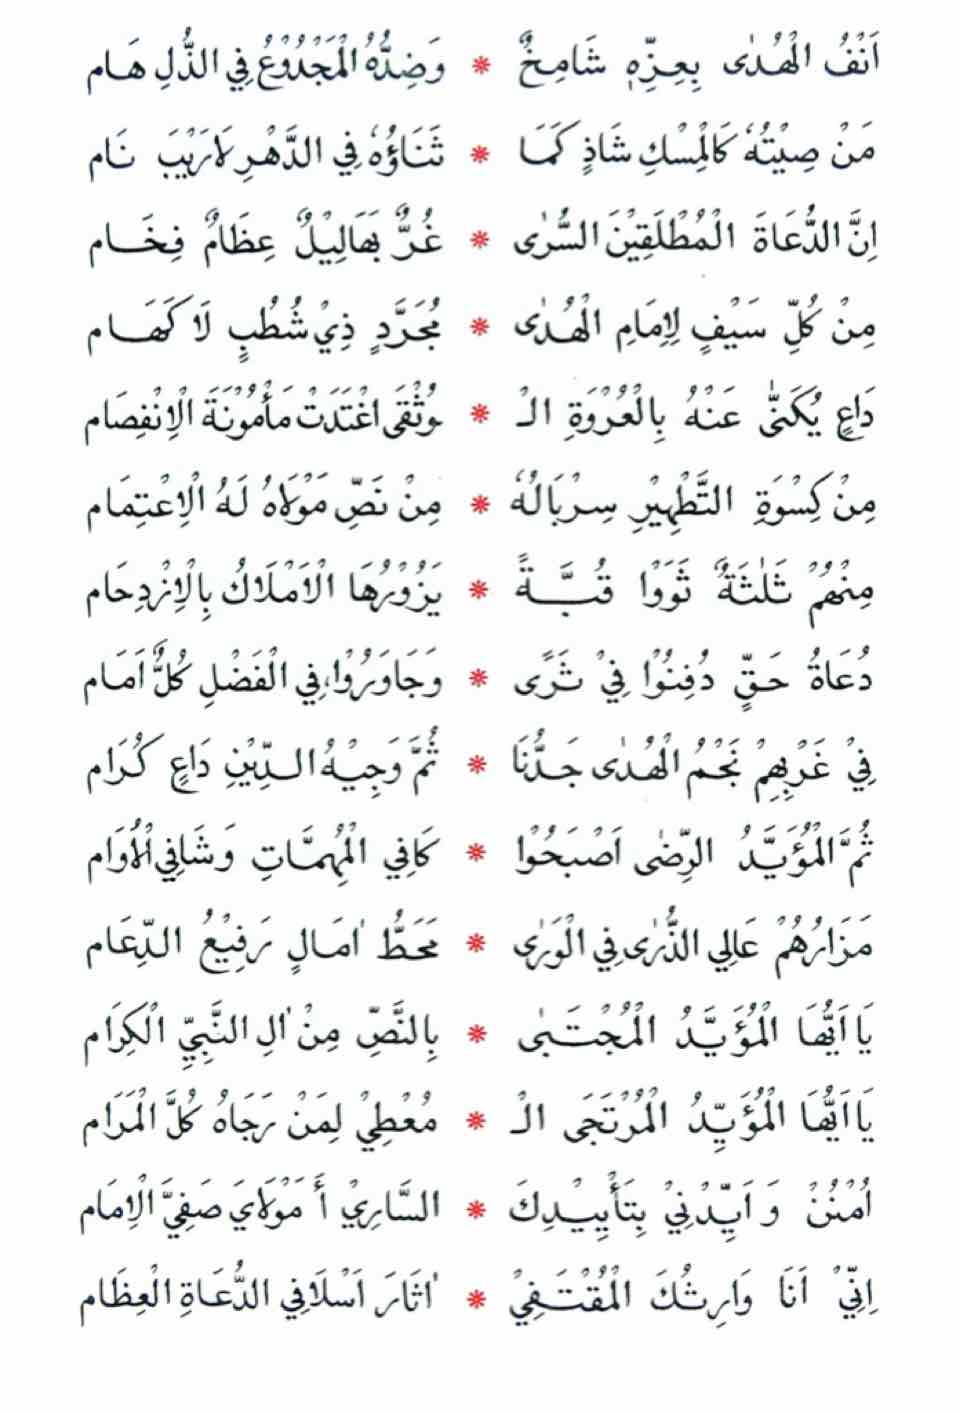 اَنْفُ الْهُدٰى بِعِزِّهٖ شَامِخٌ * وَضِدُّهُ الْمَجْدُوْعُ فِي الذُّلِ هَام
مَنْ صِيْتُهٗ كَالْمِسْكِ شَاذٍ كَمَا * ثَنَاؤُهٗ فِي الدَّهْرِ لَارَيْبَ نَام
اِنَّ الدُّعَاةَ الْمُطْلَقِيْنَ السُّرٰى * غُرٌّ بَهَالِيْلٌ عِظَامٌ فِخَام
مِنْ كُلِّ سَيْفٍ لِاِمَامِ الْهُدٰى * مُجَرَّدٍ ذِيْ شُطُبٍ لَا كَهَام
دَاعٍ يُكَنّٰى عَنْهُ بِالْعُرْوَةِ الْـ * وُثْقٰى اغْتَدَتْ مَأْمُوْنَةَ الْاِنْفِصَام
مِنْ كِسْوَةِ التَّطْهِيْرِ سِرْبَالُهٗ * مِنْ نَصِّ مَوْلَاهُ لَهُ الْاِعْتِمَام
مِنْهُمْ ثَلٰثَةٌ ثَوَوْا قُبَّةً * يَزُوْرُهَا الْاَمْلَاكُ بِالْاِزْدِحَام
دُعَاةُ حَقٍّ دُفِنُوْا فِيْ ثَرًى * وَجَاوَرُوْا، فِي الْفَضْلِ كُلٌّ اَمَام
فِيْ غَرْبِهِمْ نَجْمُ الْهُدٰى جَدُّنَا * ثُمَّ وَجِيْهُ الدِّيْنِ دَاعٍ كُرَام
ثُمَّ الْمُؤَيَّدُ الرِّضٰى اَصْبَحُوْا * كَافِي الْمُهِمَّاتِ وَشَافِي الْاُوَام
مَزَارُهُمْ عَالِي الذُّرٰى فِي الْوَرٰى * مَحَطُّ اٰمَالٍ رَفِيْعُ الدِّعَام
يَا اَيُّهَا الْمُؤَيَّدُ الْمُجْتَبٰى * بِالنَّصِّ مِنْ اٰلِ النَّبِيِّ الْكِرَام
يَا اَيُّهَا الْمُؤَيِّدُ الْمُرْتَجَى الْـ * مُعْطِيْ لِمَنْ رَجَاهُ كُلَّ الْمَرَام
اُمْنُنْ وَ اَيِّدْنِيْ بِتَأْيِيْدِكَ * السَّارِيْ أَ مَوْلَايَ صَفِيَّ الْاِمَام
اِنِّيْ اَنَا وَارِثُكَ الْمُقْتَفِيْ * اٰثَارَ اَسْلَافِي الدُّعَاةِ الْعِظَام